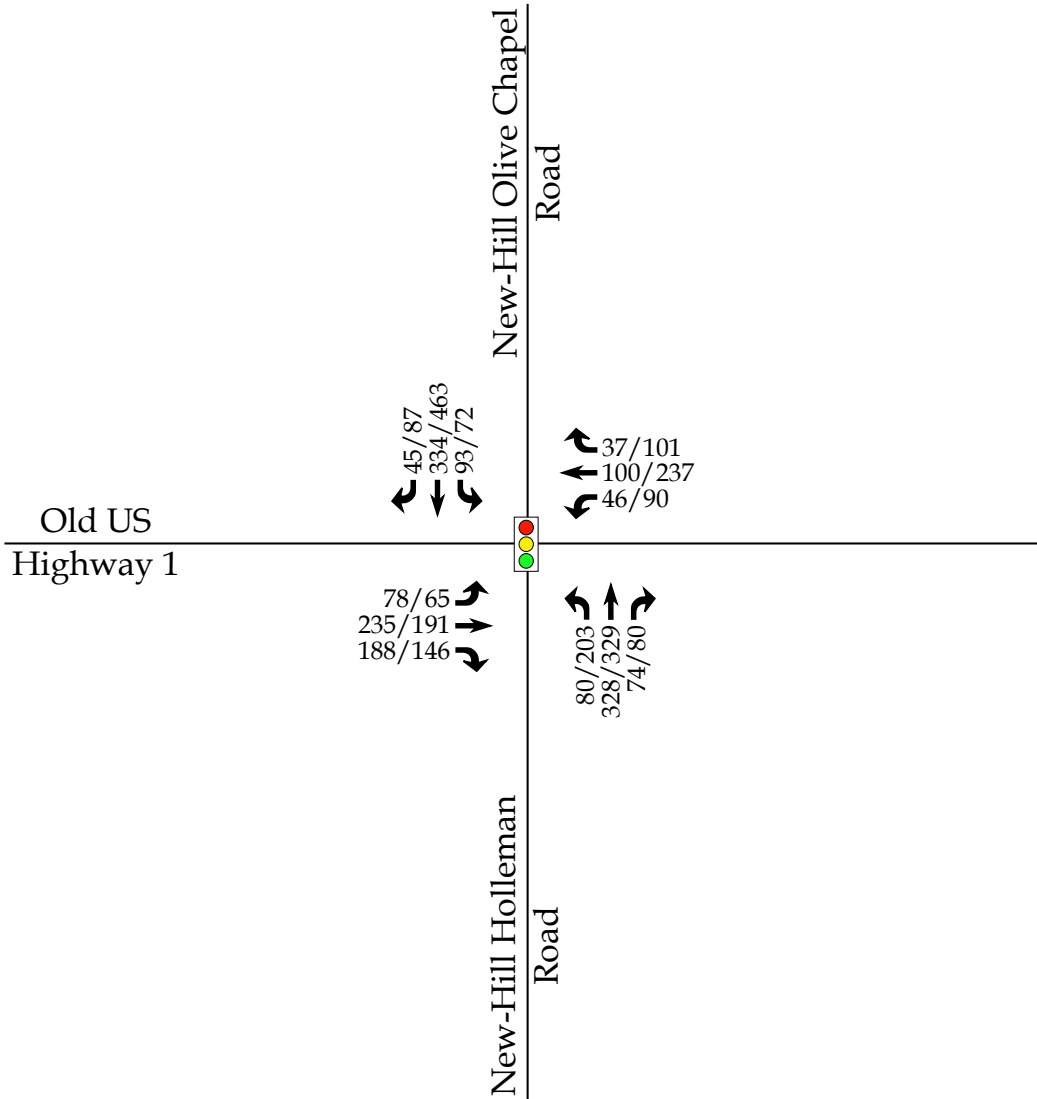 New-Hill Olive Chapel
Road
45/87
334/463
93/72
37/101
100/237
46/90
Old US
Highway 1
78/65
235/191
188/146
80/203
328/329
74/80
New-Hill Holleman
Road